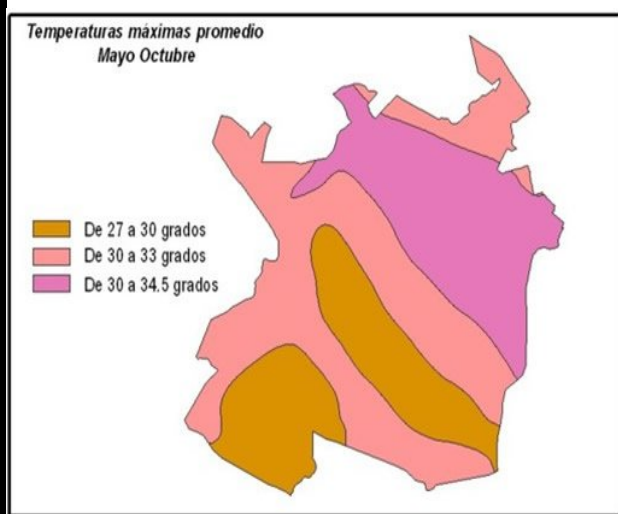 Temperaturas máximas promedio
Mayo Octubre
De 27 a 30 grados
De 30 a 33 grados
De 30 a 34.5 grados